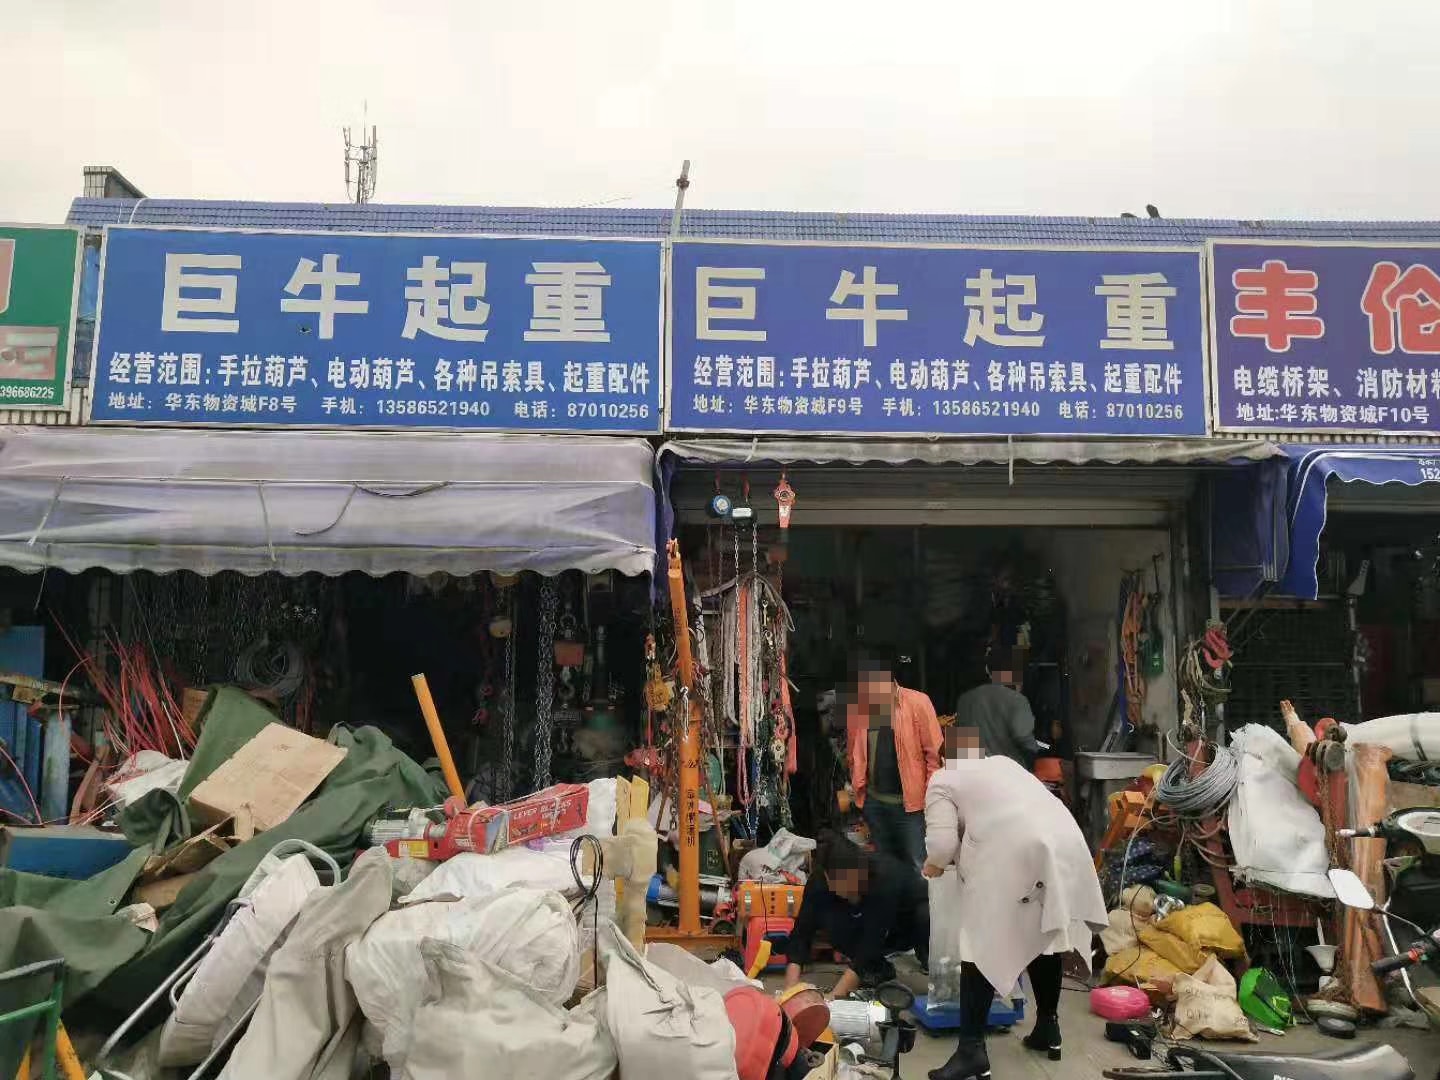 396686225
巨牛起重
经营范围:手拉葫芦、电动葫芦、各种吊索具、起重配件
地址:华东物资城F8号 手机:13586521940 电话:87010256
巨牛起重
经营范围:手拉葫芦、电动葫芦、各种吊索具、起重配件
地址:华东物资城F9号 手机:13586521940 电话:87010256
丰伦
电缆桥架、消防材料
地址:华东物资城F10号
152
LEVER BLOCK